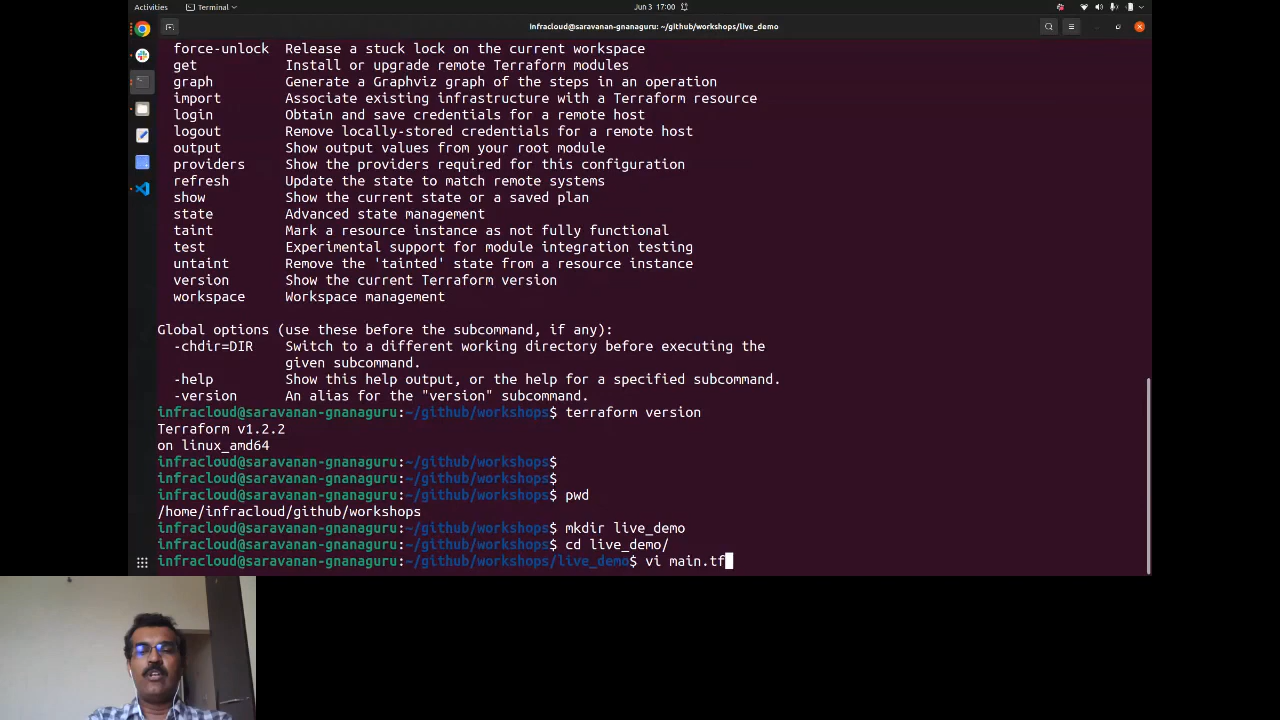 Activities
Terminal
Jun 3 17:00
infracloud@saravanan-gnanaguru: ~/github/workshops/live_demo
force-unlock Release a stuck lock on the current workspace
get Install or upgrade remote Terraform modules
graph Generate a Graphviz graph of the steps in an operation
import Associate existing infrastructure with a Terraform resource
login Obtain and save credentials for a remote host
logout Remove locally-stored credentials for a remote host
output Show output values from your root module
providers Show the providers required for this configuration
refresh Update the state to match remote systems
show Show the current state or a saved plan
state Advanced state management
taint Mark a resource instance as not fully functional
test Experimental support for module integration testing
untaint Remove the 'tainted' state from a resource instance
version Show the current Terraform version
workspace Workspace management
Global options (use these before the subcommand, if any):
-chdir=DIR Switch to a different working directory before executing the
given subcommand.
-help Show this help output, or the help for a specified subcommand.
-version An alias for the "version" subcommand.
infracloud@saravanan-gnanaguru:~/github/workshops$ terraform version
Terraform v1.2.2
on linux_amd64
infracloud@saravanan-gnanaguru:~/github/workshops$
infracloud@saravanan-gnanaguru:~/github/workshops$
infracloud@saravanan-gnanaguru:~/github/workshops$ pwd
/home/infracloud/github/workshops
infracloud@saravanan-gnanaguru:~/github/workshops$ mkdir live_demo
infracloud@saravanan-gnanaguru:~/github/workshops$ cd live_demo/
infracloud@saravanan-gnanaguru:~/github/workshops/live_demo$ vi main.tf